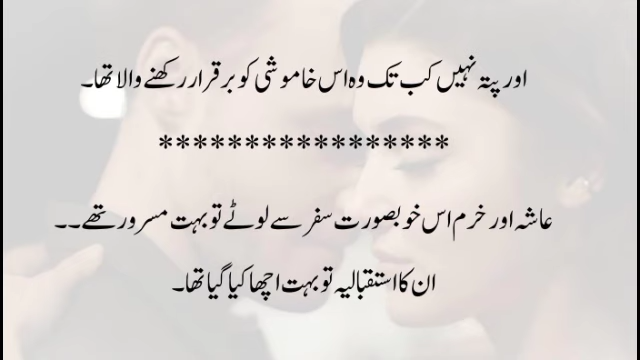 اور پتہ نہیں کب تک وہ اس خاموشی کو برقرار رکھنے والا تھا۔
*****************
عاشہ اور خرم اس خوبصورت سفر سے لوٹے تو بہت مسرور تھے۔۔
ان کا استقبالیہ تو بہت اچھا کیا گیا تھا۔